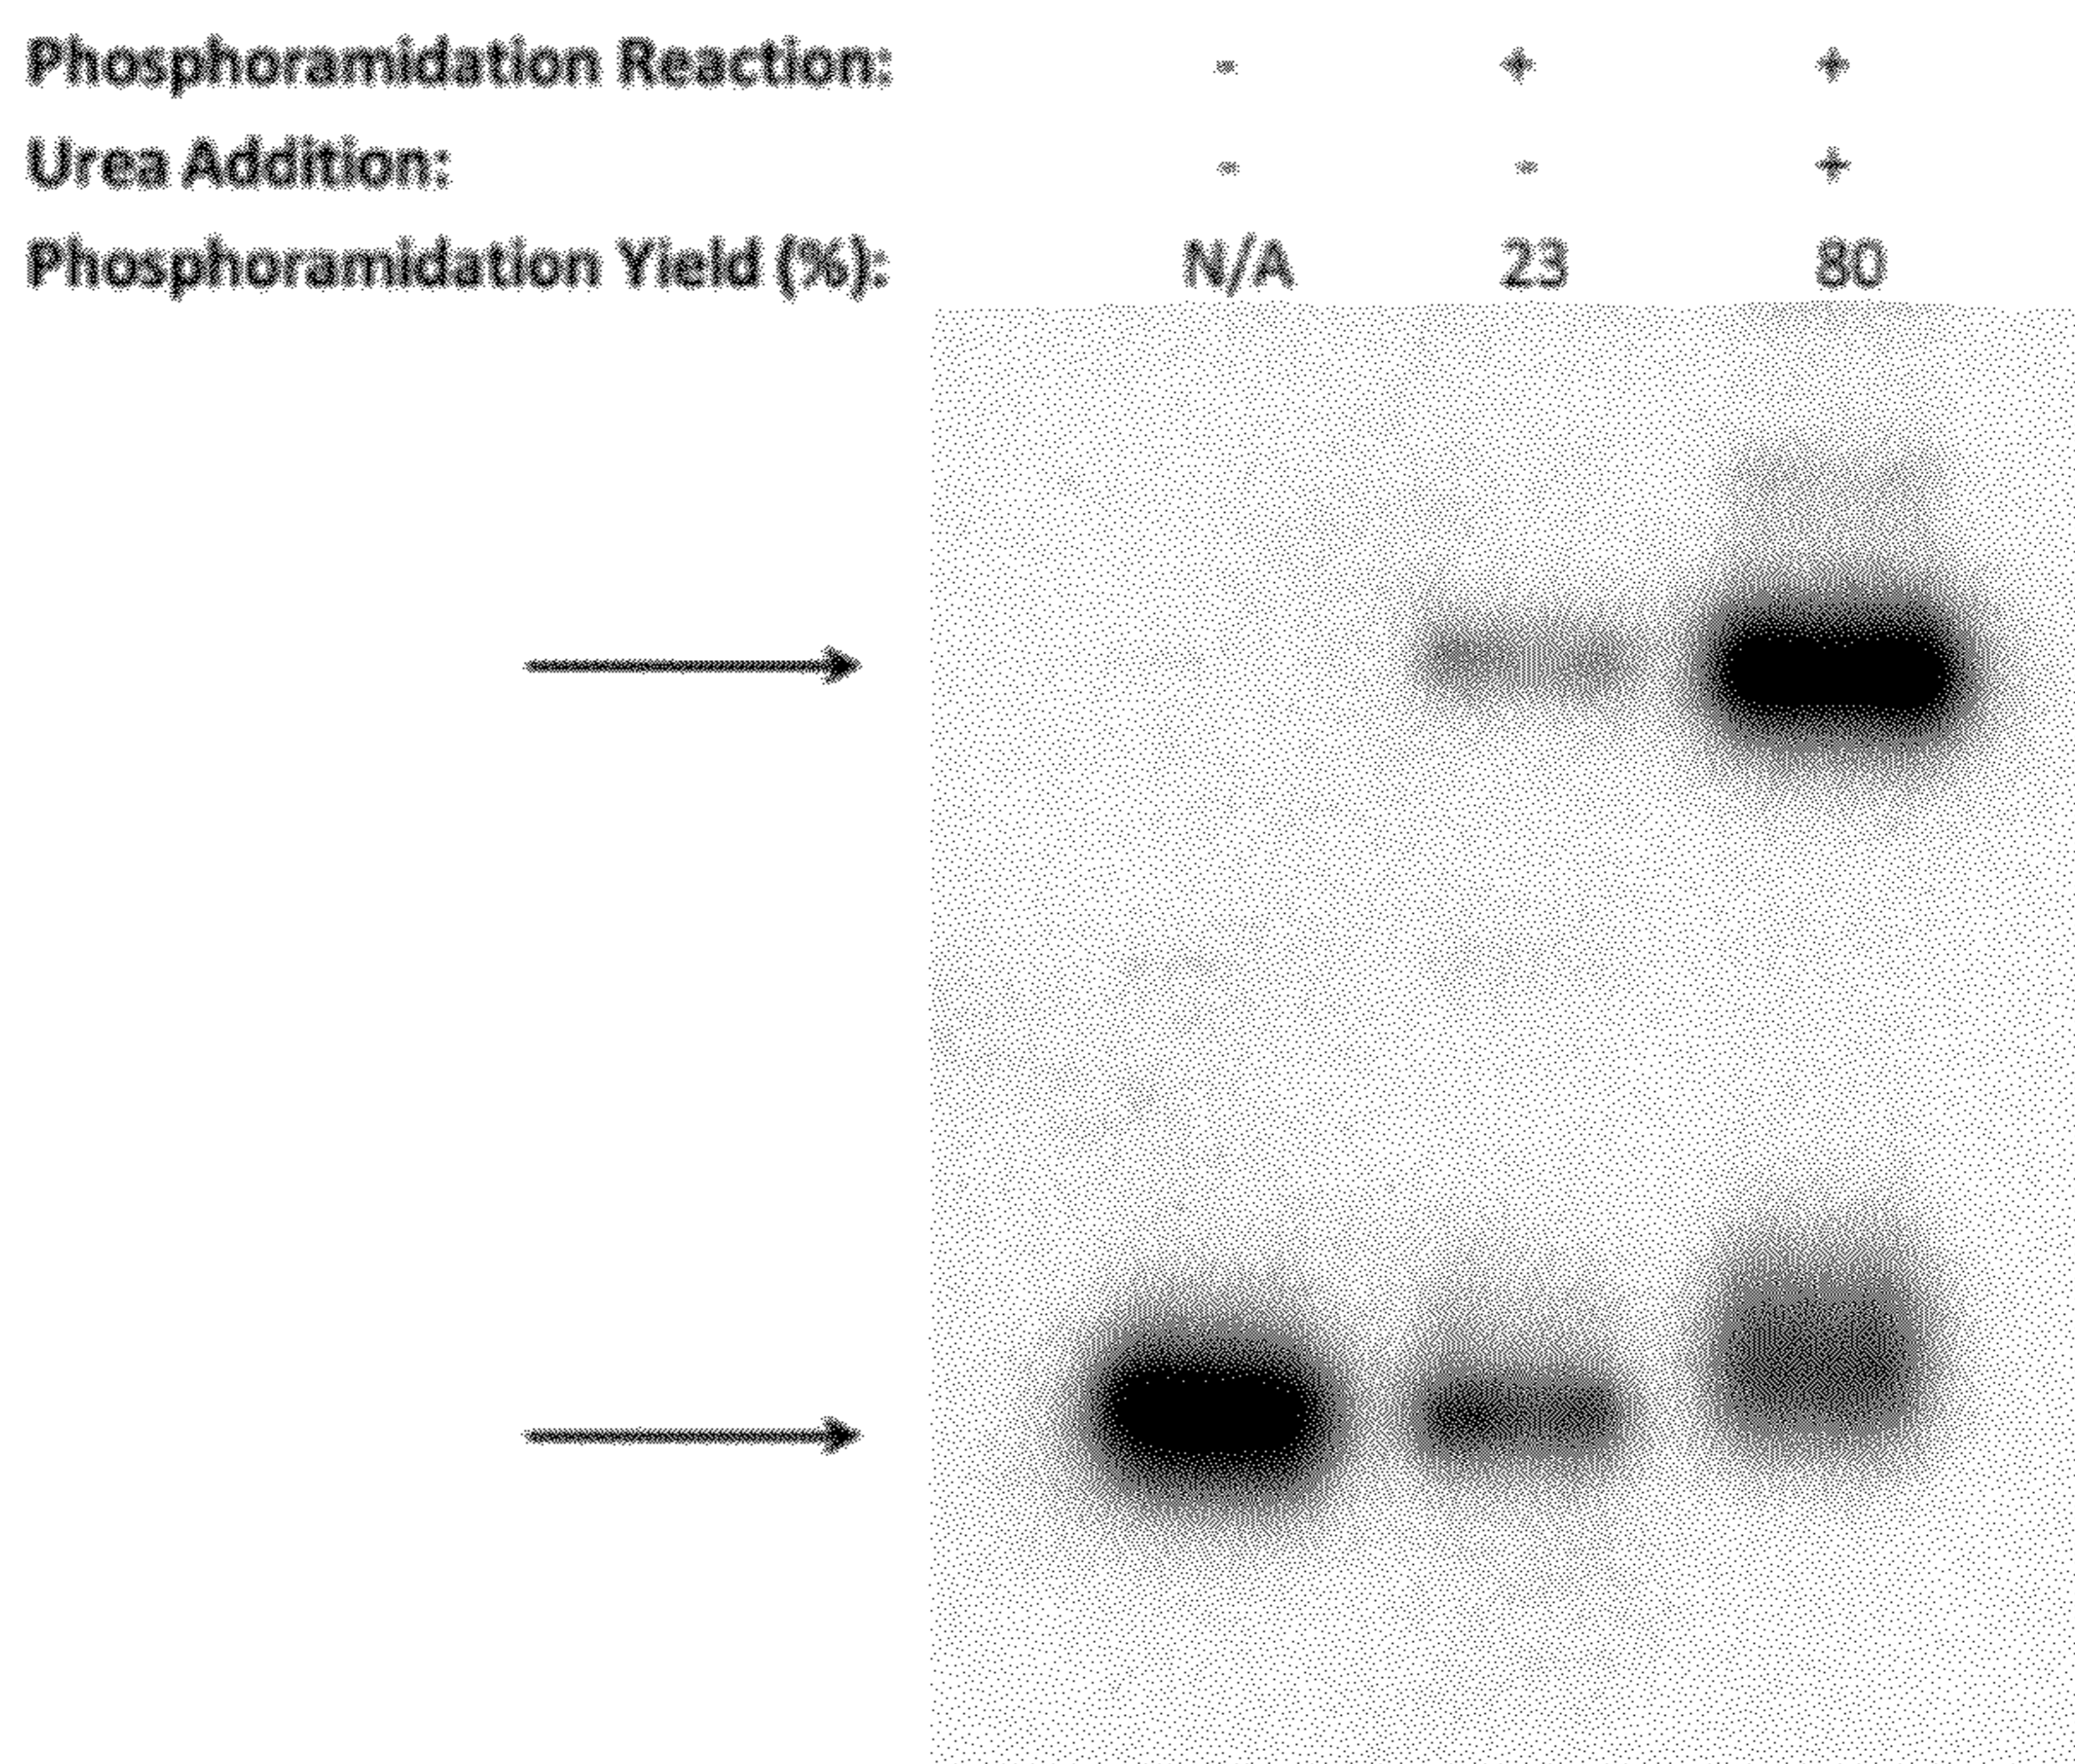 Phosphoramidation Reaction: - + +
Urea Addition: - - +
Phosphoramidation Yield (%): N/A 23 80